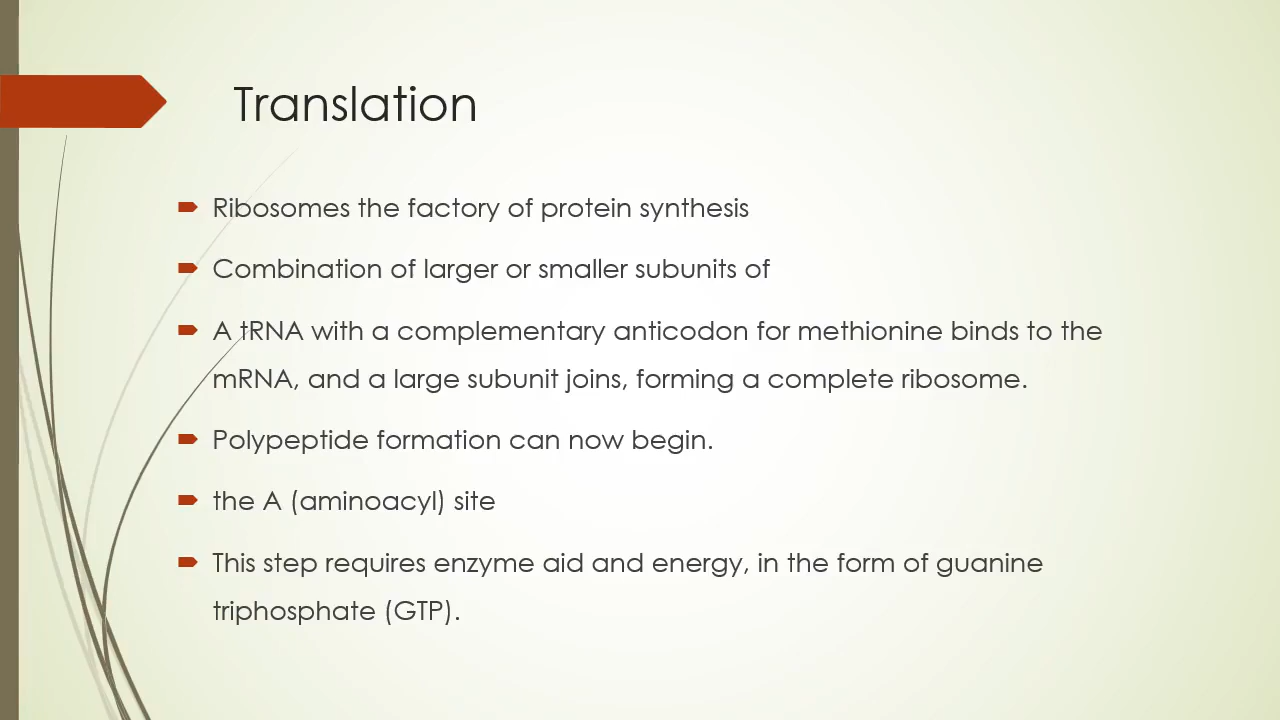 Translation
Ribosomes the factory of protein synthesis
Combination of larger or smaller subunits of
A tRNA with a complementary anticodon for methionine binds to the
mRNA, and a large subunit joins, forming a complete ribosome.
Polypeptide formation can now begin.
the A (aminoacyl) site
This step requires enzyme aid and energy, in the form of guanine
triphosphate (GTP).